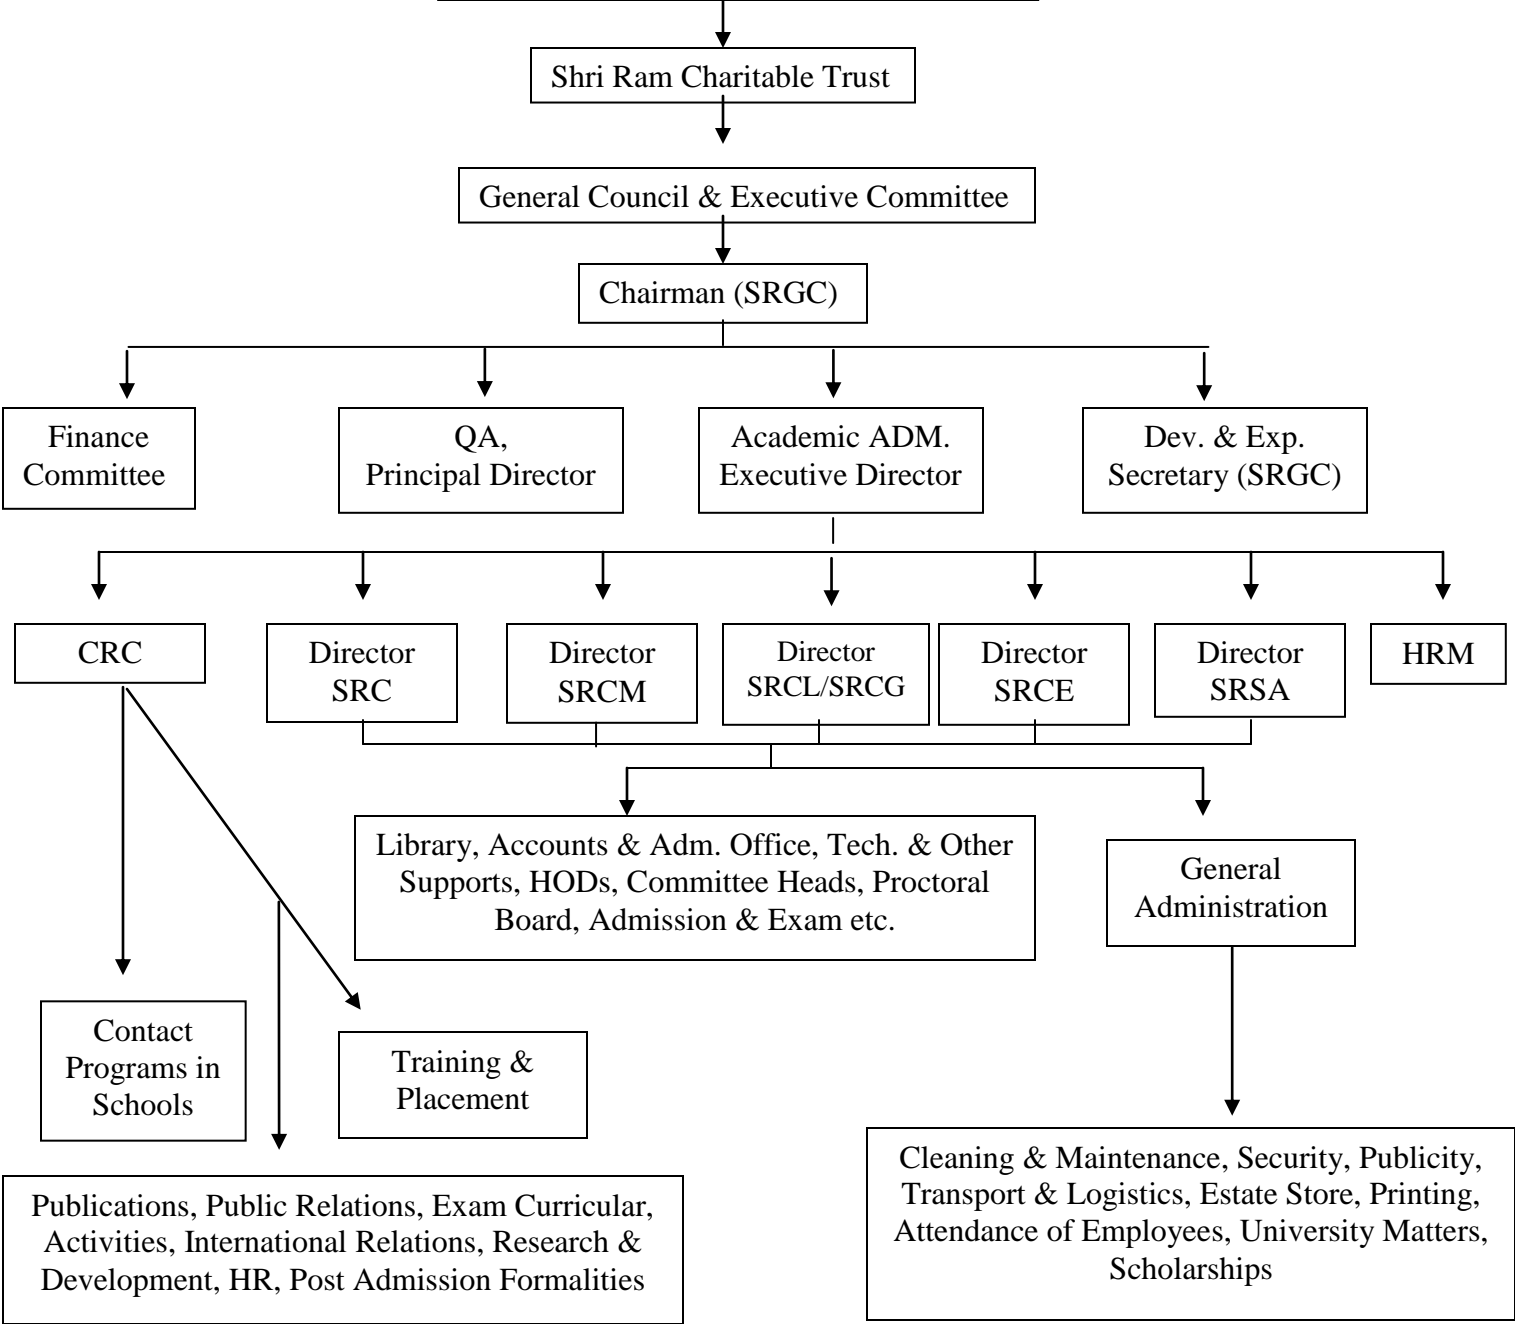 Shri Ram Charitable Trust
General Council & Executive Committee
Chairman (SRGC)
Finance
Committee
QA,
Principal Director
Academic ADM.
Executive Director
Dev. & Exp.
Secretary (SRGC)
CRC
Director
SRC
Director
SRCM
Director
SRCL/SRCG
Director
SRCE
Director
SRSA
HRM
Library, Accounts & Adm. Office, Tech. & Other
Supports, HODs, Committee Heads, Proctoral
Board, Admission & Exam etc.
General
Administration
Contact
Programs in
Schools
Training &
Placement
Publications, Public Relations, Exam Curricular,
Activities, International Relations, Research &
Development, HR, Post Admission Formalities
Cleaning & Maintenance, Security, Publicity,
Transport & Logistics, Estate Store, Printing,
Attendance of Employees, University Matters,
Scholarships